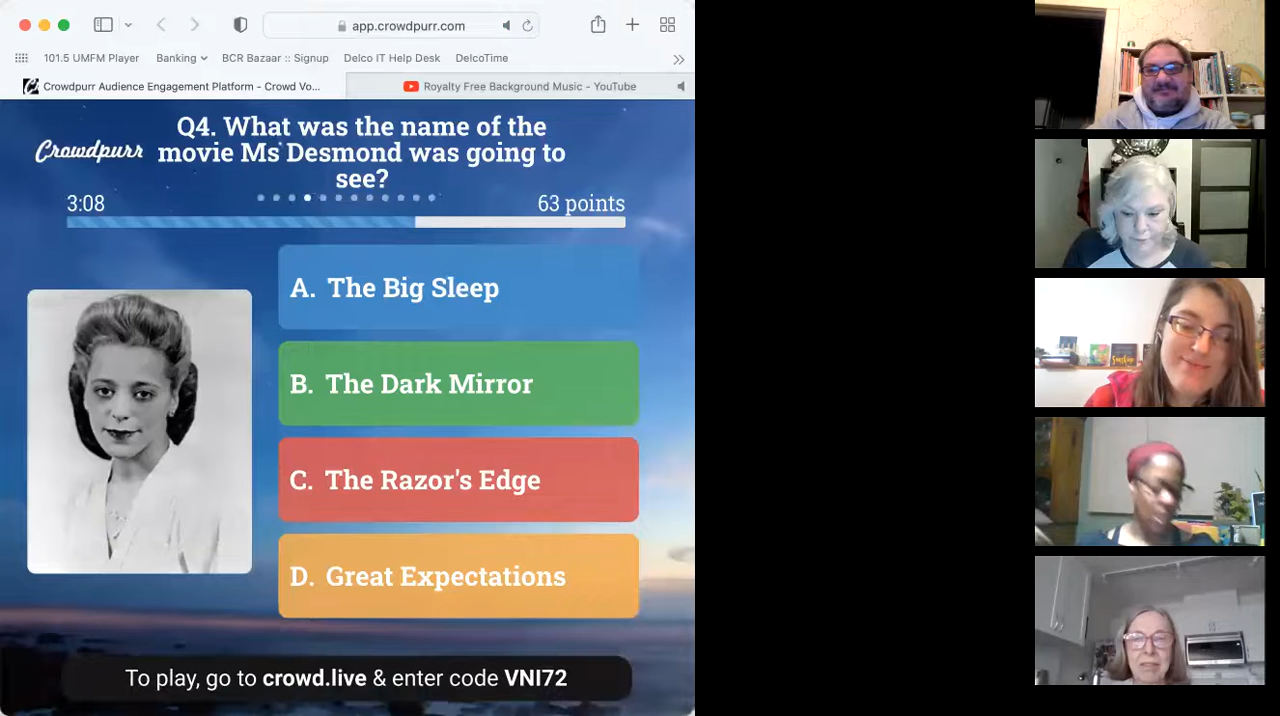 app.crowdpurr.com
101.5 UMFM Player Banking BCR Bazaar :: Signup Delco IT Help Desk DelcoTime
Crowdpurr Audience Engagement Platform - Crowd Vo... Royalty Free Background Music - YouTube
Crowdpurr
Q4. What was the name of the
movie Ms Desmond was going to
see?
3:08 63 points
A. The Big Sleep
B. The Dark Mirror
C. The Razor's Edge
D. Great Expectations
To play, go to crowd.live & enter code VNI72